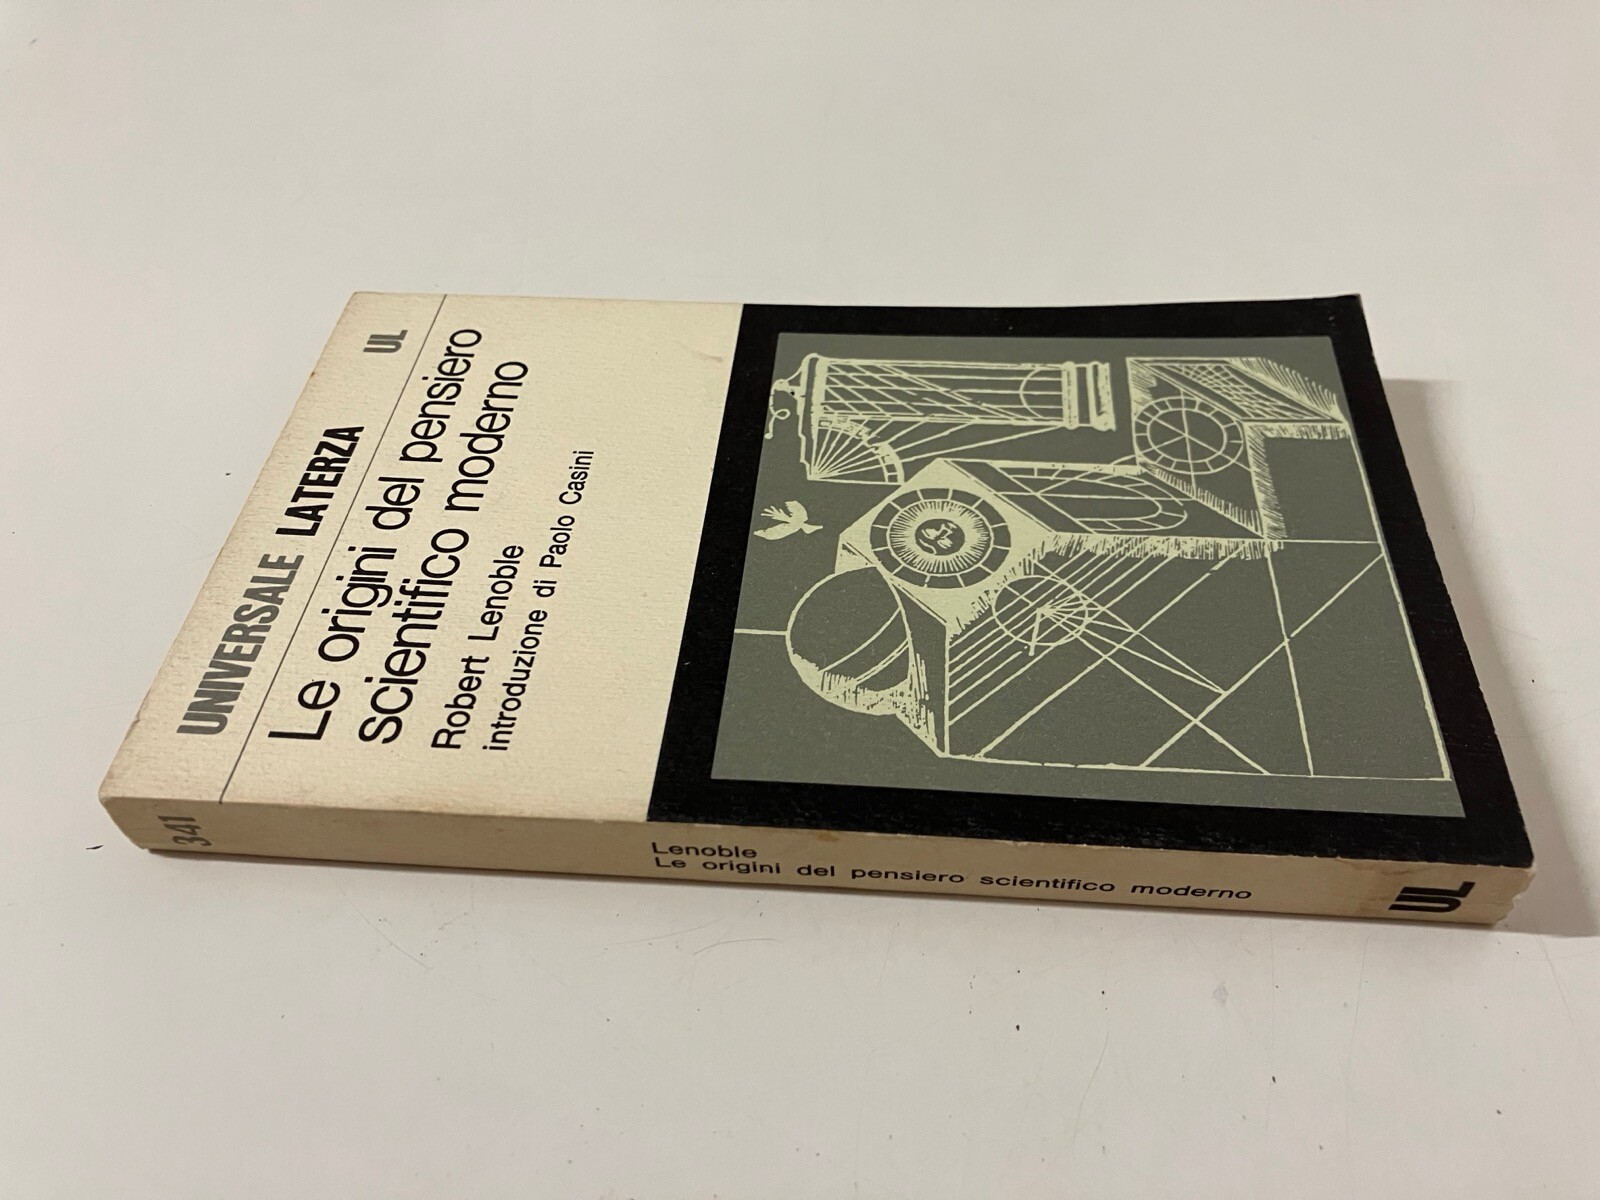 UNIVERSALE LATERZA UL
Le origini del pensiero
scientifico moderno
Robert Lenoble
introduzione di Paolo Casini
341
Lenoble
Le origini del pensiero scientifico moderno
UL